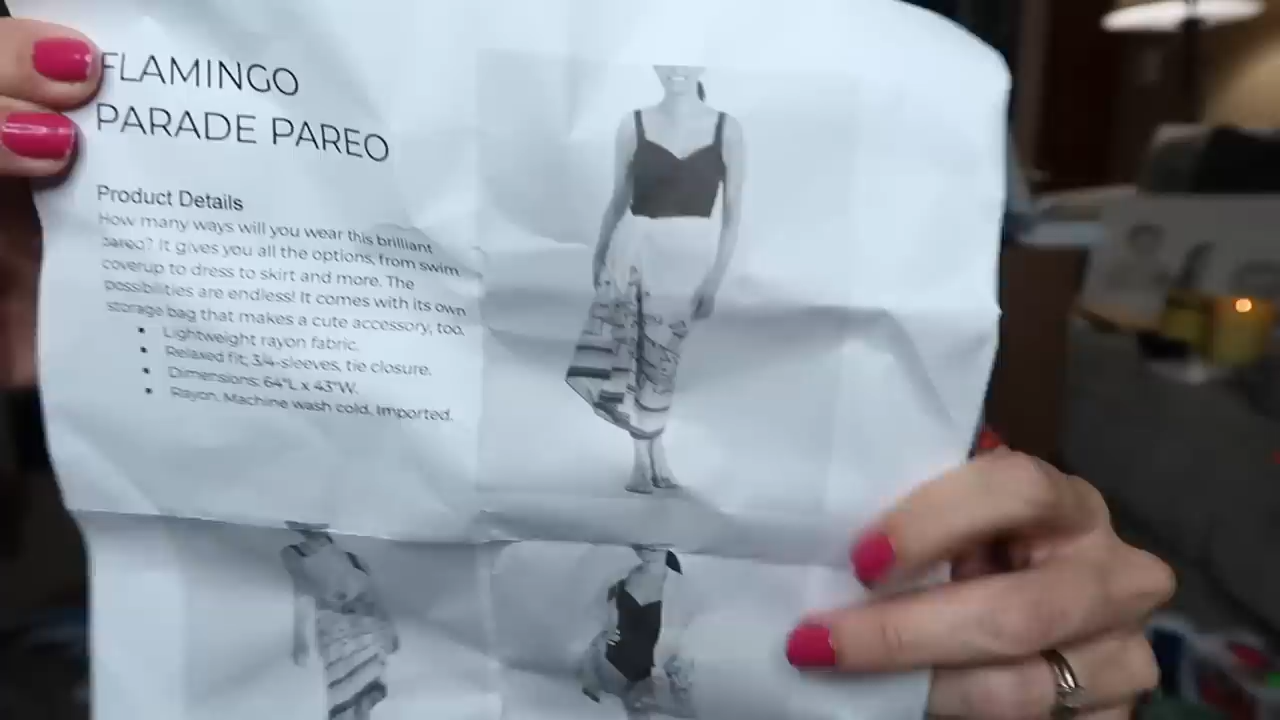 FLAMINGO
PARADE PAREO
Product Details
How many ways will you wear this brilliant
pareo? It gives you all the options, from swim
coverup to dress to skirt and more. The
possibilities are endless! It comes with its own
storage bag that makes a cute accessory, too.
• Lightweight rayon fabric.
• Relaxed fit, 3/4-sleeves, tie closure.
• Dimensions: 64"L x 43"W.
• Rayon. Machine wash cold. Imported.